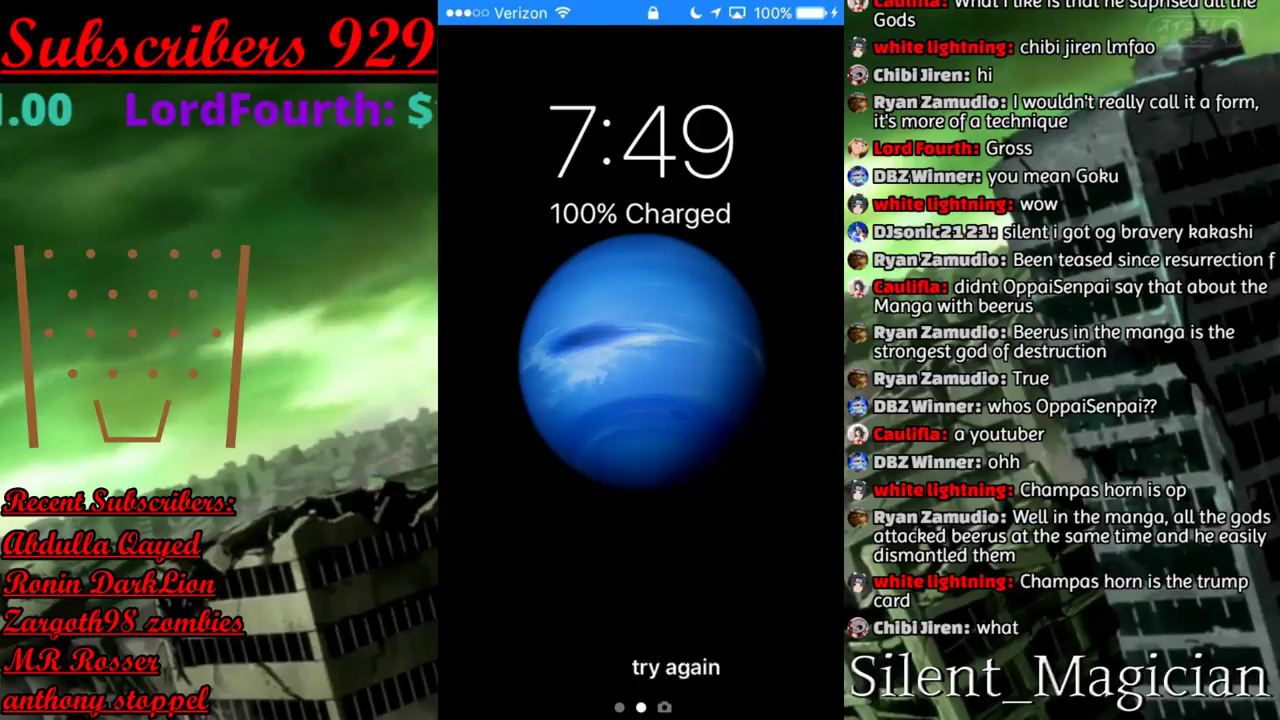 Subscribers 929
1.00 LordFourth: $
Recent Subscribers:
Abdulla Qayed
Ronin DarkLion
Zargoth98 zombies
MR Rosser
anthony stoppel
Verizon 100%
7:49
100% Charged
try again
Caulifla: What i like is that he suprised all the
Gods
white lightning: chibi jiren lmfao
Chibi Jiren: hi
Ryan Zamudio: I wouldn't really call it a form,
it's more of a technique
Lord Fourth: Gross
DBZ Winner: you mean Goku
white lightning: wow
DJsonic21 21: silent i got og bravery kakashi
Ryan Zamudio: Been teased since resurrection f
Caulifla: didnt OppaiSenpai say that about the
Manga with beerus
Ryan Zamudio: Beerus in the manga is the
strongest god of destruction
Ryan Zamudio: True
DBZ Winner: whos OppaiSenpai??
Caulifla: a youtuber
DBZ Winner: ohh
white lightning: Champas horn is op
Ryan Zamudio: Well in the manga, all the gods
attacked beerus at the same time and he easily
dismantled them
white lightning: Champas horn is the trump
card
Chibi Jiren: what
Silent_Magician